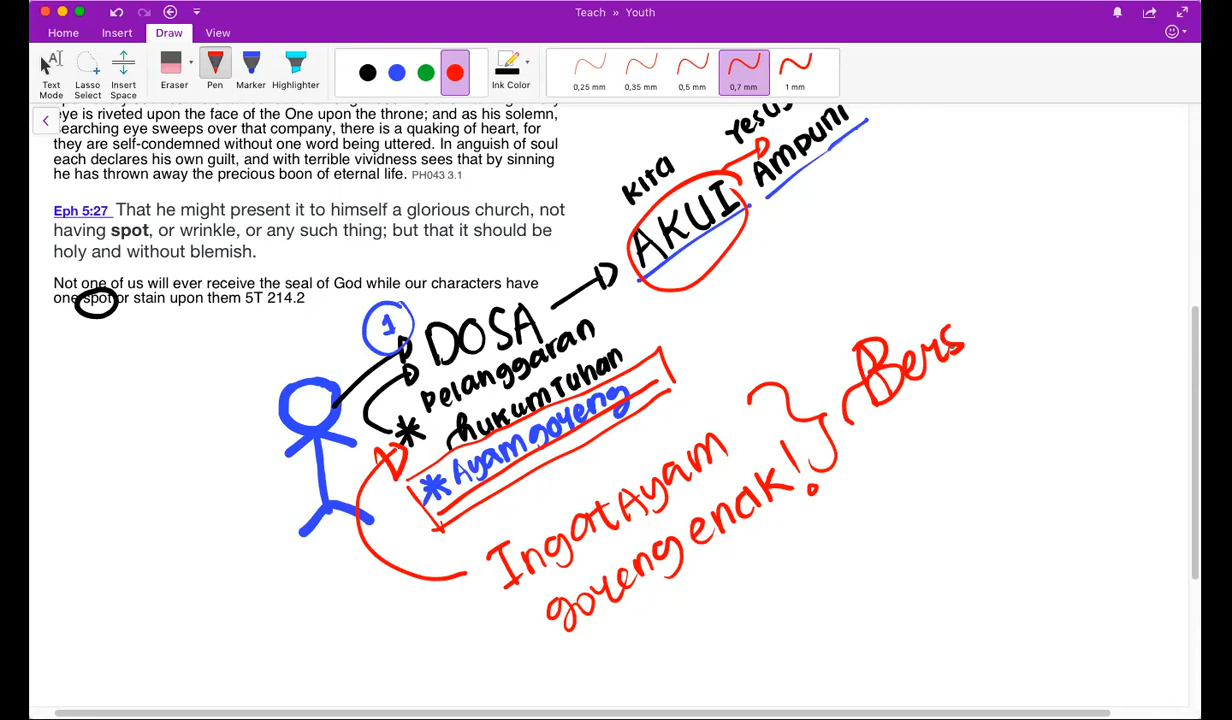 Teach » Youth
Home Insert Draw View
Text Mode
Lasso Select
Insert Space
Eraser
Pen
Marker
Highlighter
Ink Color
0,25 mm
0,35 mm
0,5 mm
0,7 mm
1 mm
eye is riveted upon the face of the One upon the throne; and as his solemn,
searching eye sweeps over that company, there is a quaking of heart, for
they are self-condemned without one word being uttered. In anguish of soul
each declares his own guilt, and with terrible vividness sees that by sinning
he has thrown away the precious boon of eternal life. PH043 3.1
Eph 5:27 That he might present it to himself a glorious church, not
having spot, or wrinkle, or any such thing; but that it should be
holy and without blemish.
Not one of us will ever receive the seal of God while our characters have
one spot or stain upon them 5T 214.2
Kita
AKUI
Yesus
Ampuni
1
DOSA
* Pelanggaran
hukum Tuhan
* Ayam goreng
Ingat Ayam
goreng enak!
Bers